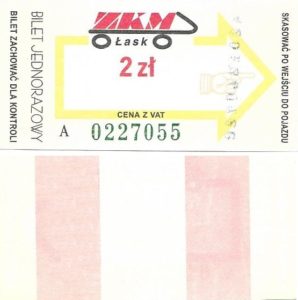 BILET ZACHOWAĆ DLA KONTROLI
BILET JEDNORAZOWY
ZKM
Łask
2 zł
CENA Z VAT
A 0227055
SKASOWAĆ PO WEJŚCIU DO POJAZDU